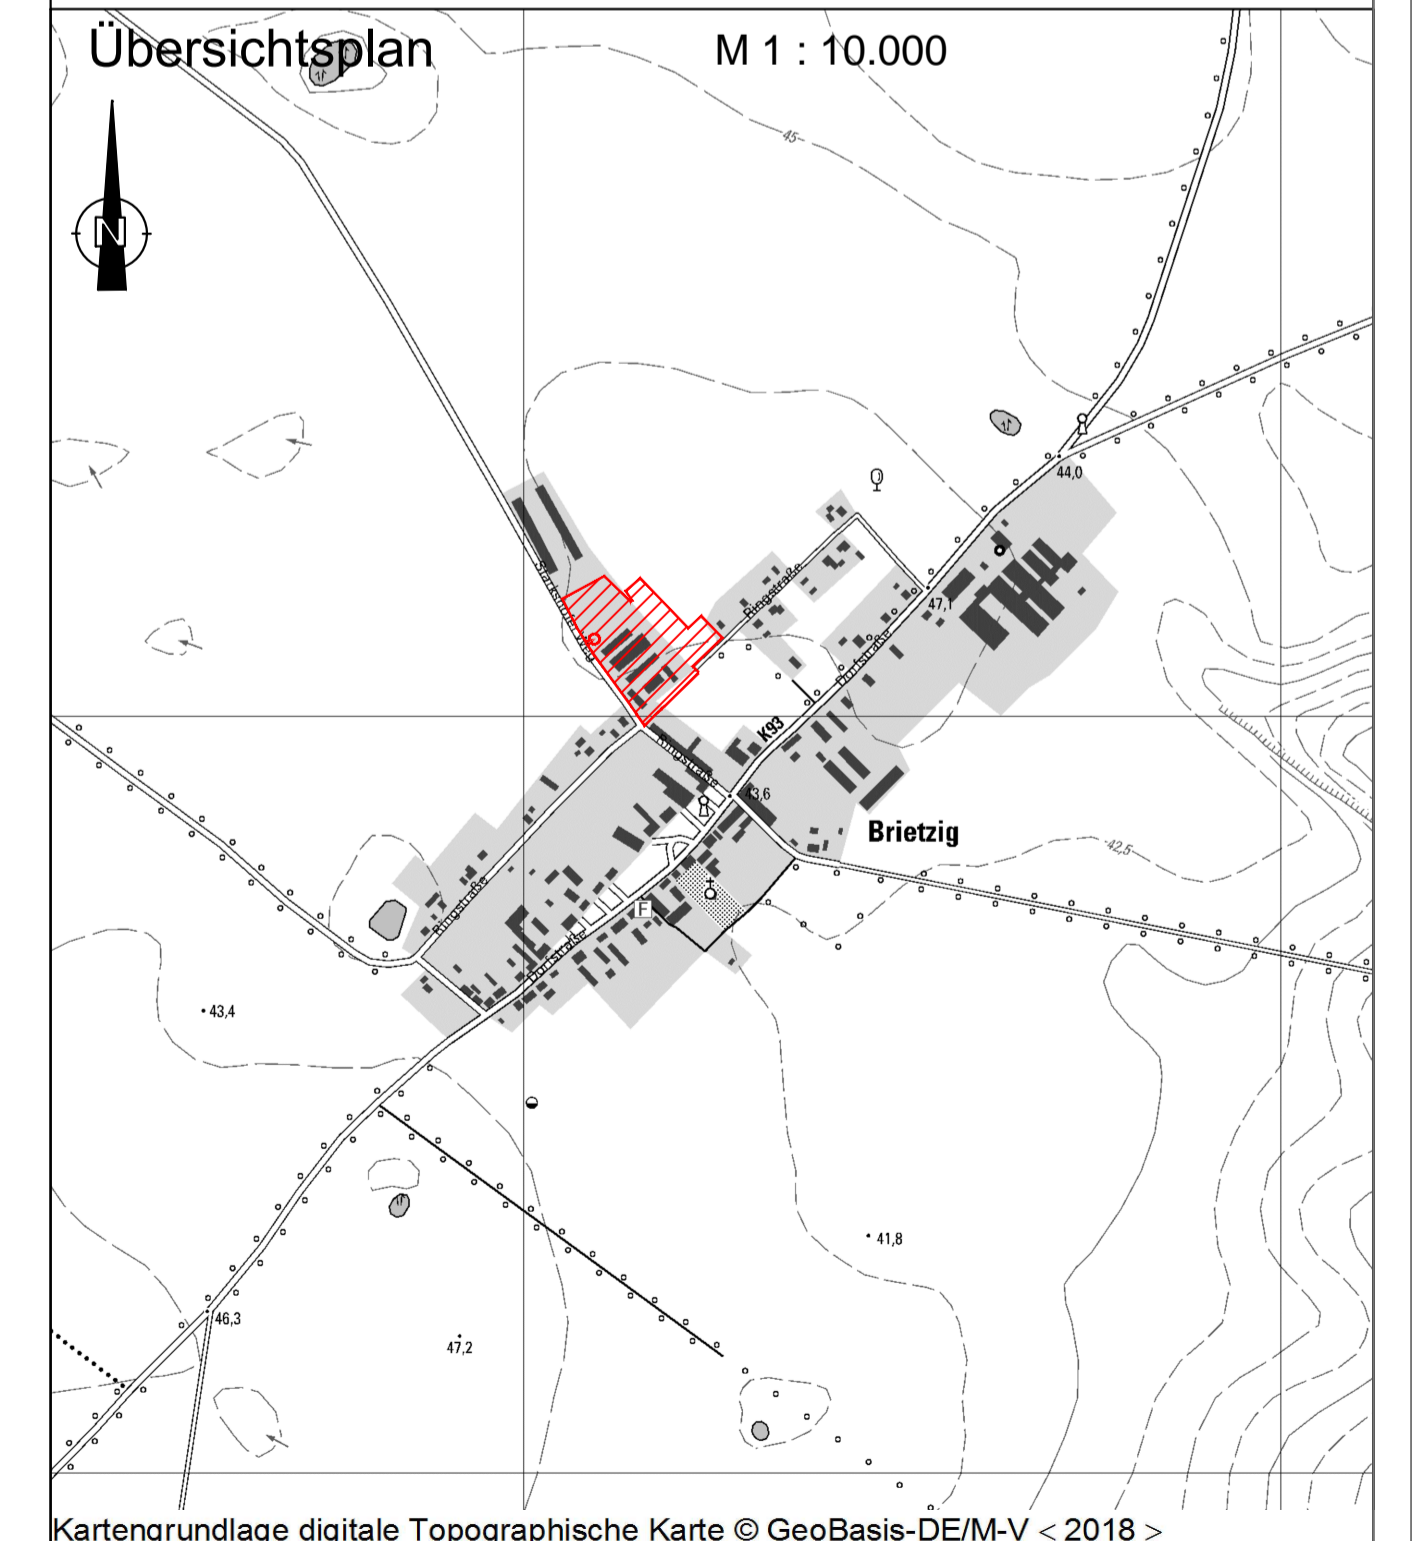 Übersichtsplan
M 1 : 10.000
N
45
44,0
47,1
Ringstraße
Dorfstraße
K93
Ringstraße
43,6
Brietzig
42,5
F
Ringstraße
Dorfstraße
43,4
41,8
46,3
47,2
Kartengrundlage digitale Topographische Karte © GeoBasis-DE/M-V < 2018 >